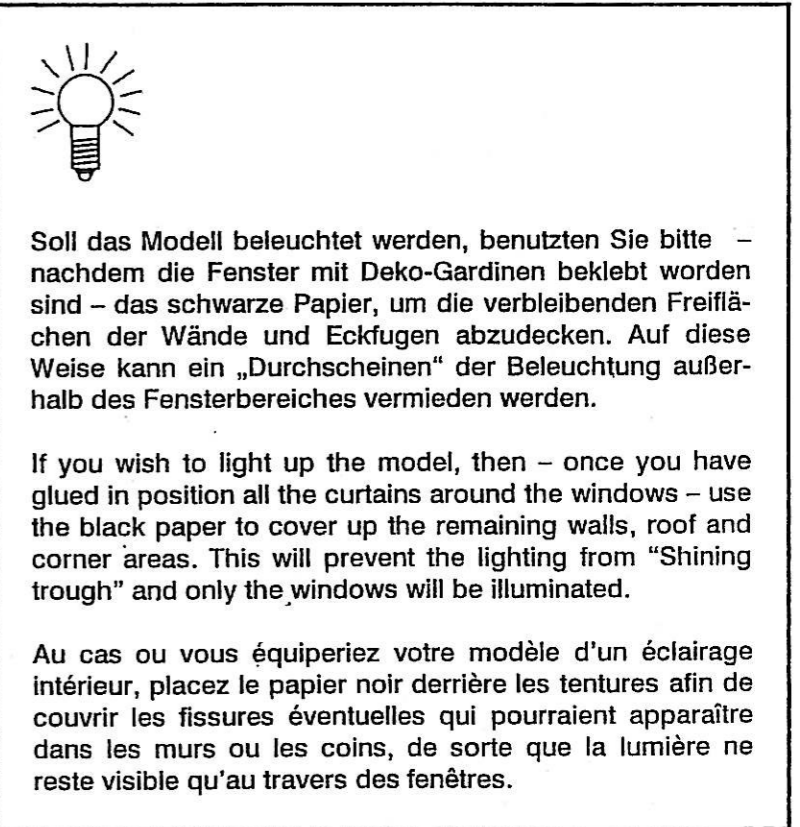 Soll das Modell beleuchtet werden, benutzten Sie bitte –
nachdem die Fenster mit Deko-Gardinen beklebt worden
sind – das schwarze Papier, um die verbleibenden Freiflä-
chen der Wände und Eckfugen abzudecken. Auf diese
Weise kann ein „Durchscheinen“ der Beleuchtung außer-
halb des Fensterbereiches vermieden werden.
If you wish to light up the model, then – once you have
glued in position all the curtains around the windows – use
the black paper to cover up the remaining walls, roof and
corner areas. This will prevent the lighting from “Shining
trough” and only the windows will be illuminated.
Au cas ou vous équiperiez votre modèle d'un éclairage
intérieur, placez le papier noir derrière les tentures afin de
couvrir les fissures éventuelles qui pourraient apparaître
dans les murs ou les coins, de sorte que la lumière ne
reste visible qu'au travers des fenêtres.